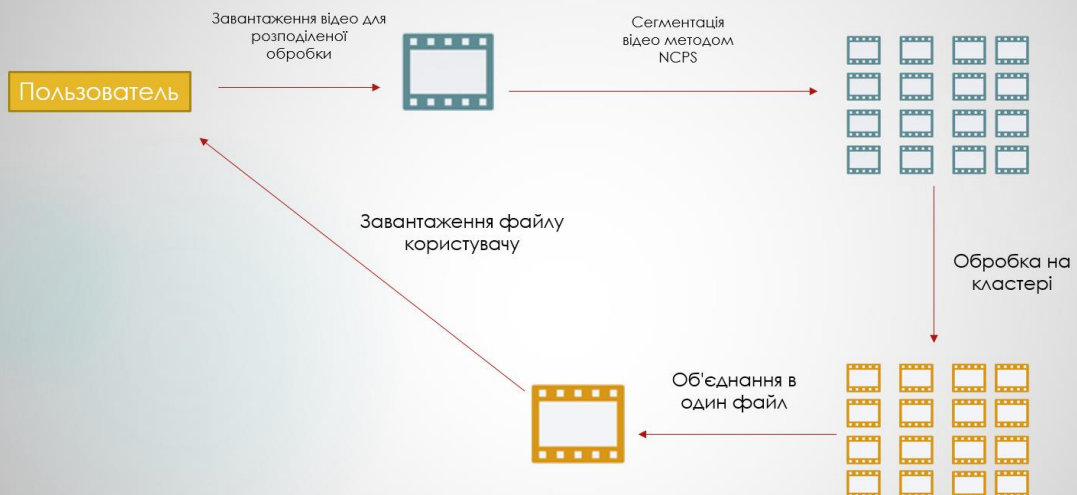 Завантаження відео для
розподіленої
обробки
Сегментація
відео методом
NCPS
Пользователь
Завантаження файлу
користувачу
Обробка на
кластері
Об'єднання в
один файл